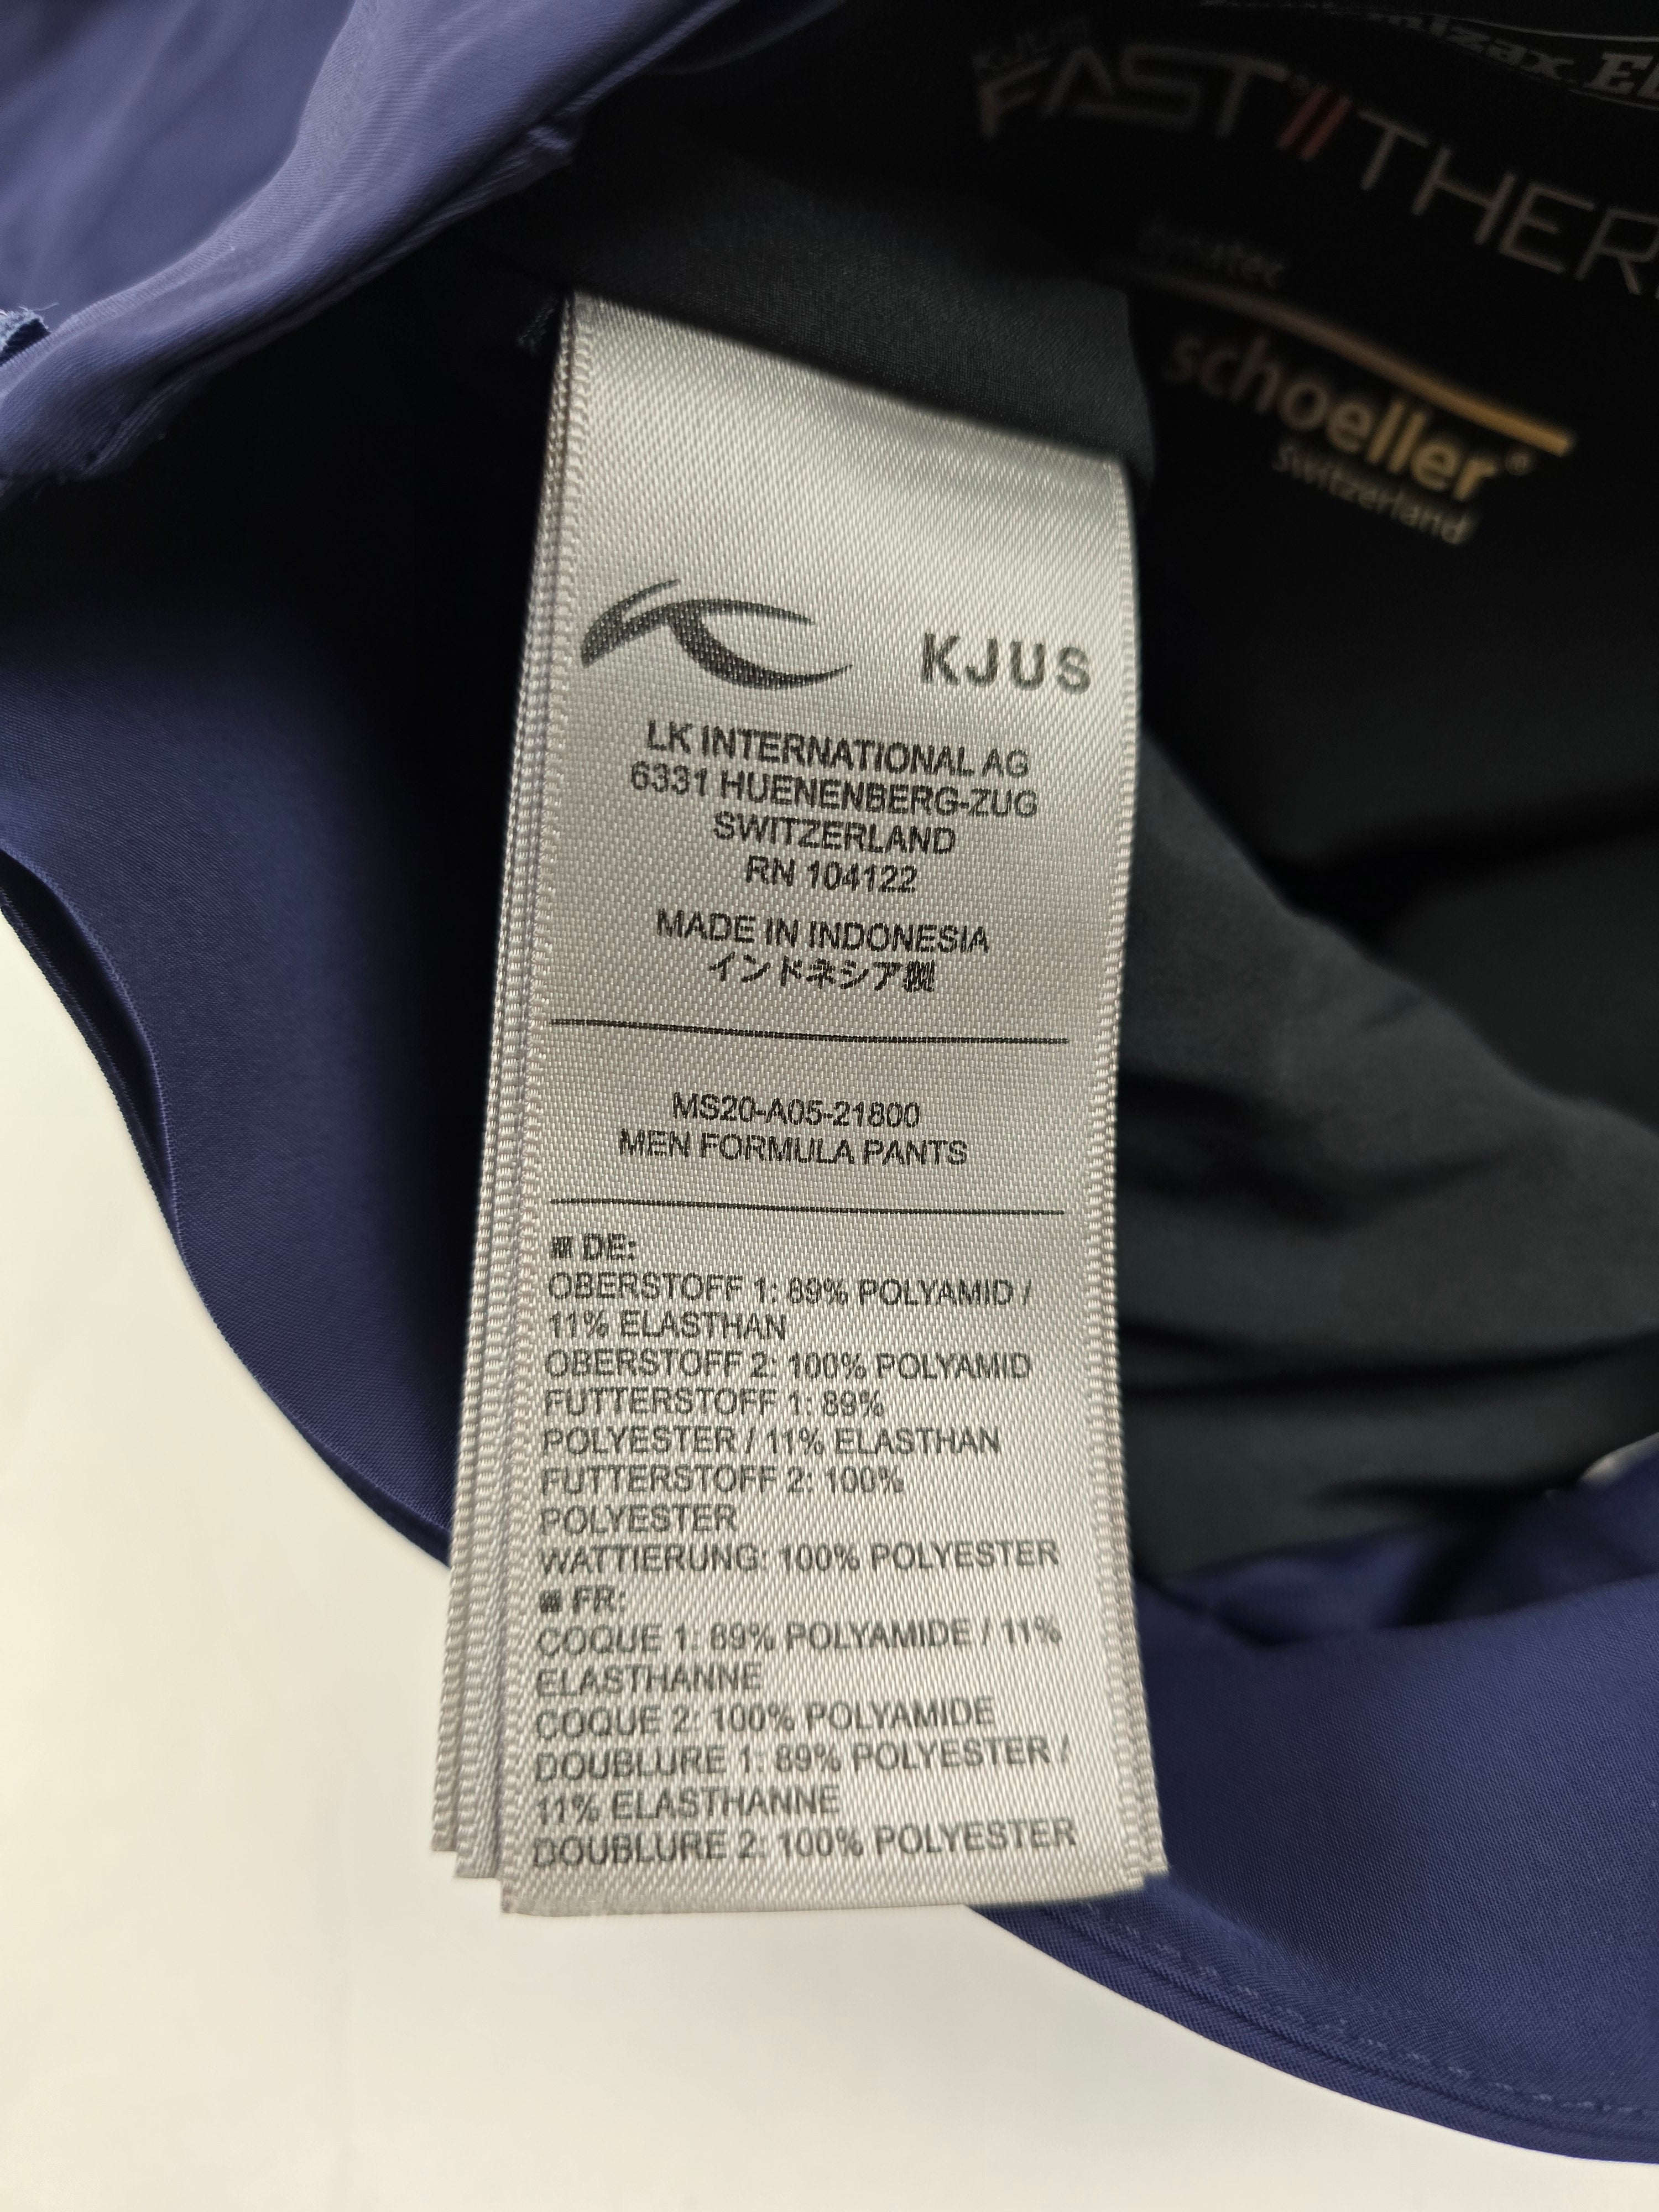 FAST//THER
dynatec
schoeller®
Switzerland
KJUS
LK INTERNATIONAL AG
6331 HUENENBERG-ZUG
SWITZERLAND
RN 104122
MADE IN INDONESIA
インドネシア製
MS20-A05-21800
MEN FORMULA PANTS
DE:
OBERSTOFF 1: 89% POLYAMID /
11% ELASTHAN
OBERSTOFF 2: 100% POLYAMID
FUTTERSTOFF 1: 89%
POLYESTER / 11% ELASTHAN
FUTTERSTOFF 2: 100%
POLYESTER
WATTIERUNG: 100% POLYESTER
FR:
COQUE 1: 89% POLYAMIDE / 11%
ELASTHANNE
COQUE 2: 100% POLYAMIDE
DOUBLURE 1: 89% POLYESTER /
11% ELASTHANNE
DOUBLURE 2: 100% POLYESTER